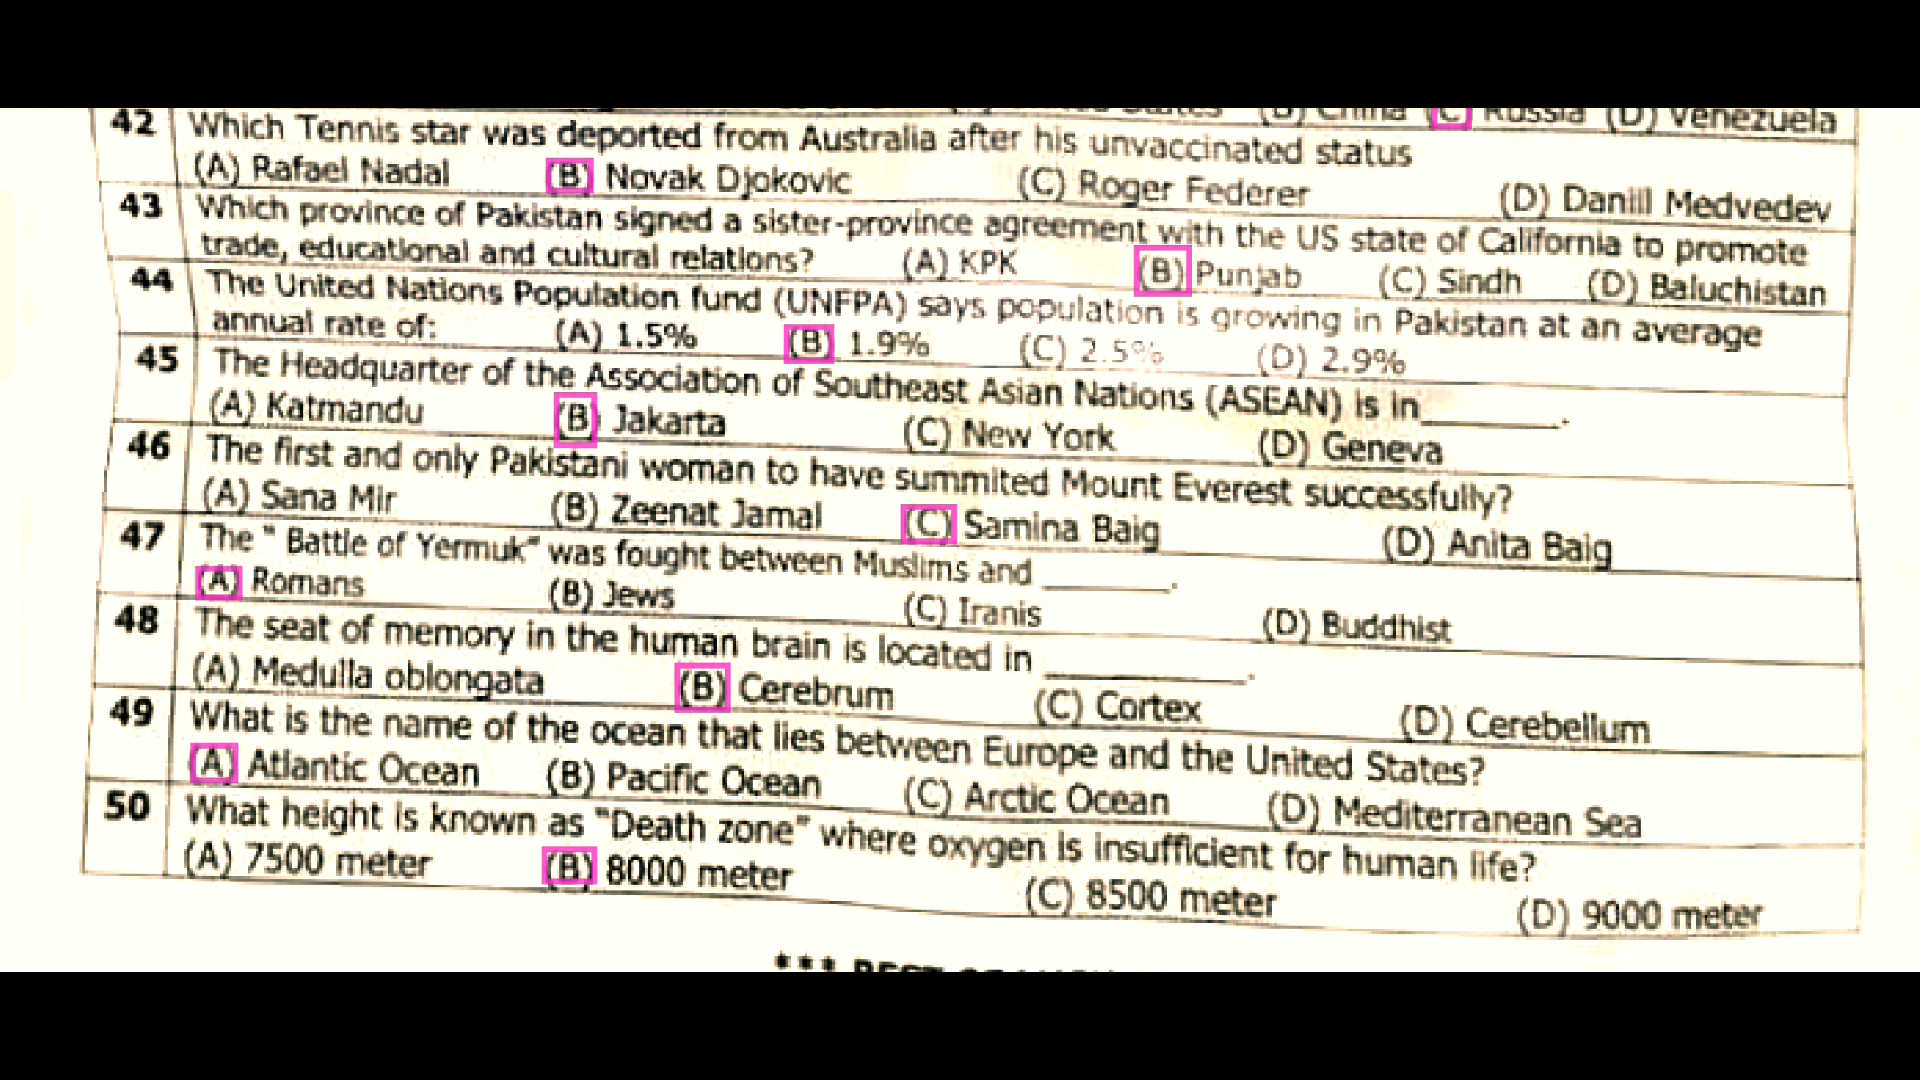 (B) China (C) Russia (D) Venezuela
42 Which Tennis star was deported from Australia after his unvaccinated status
(A) Rafael Nadal (B) Novak Djokovic (C) Roger Federer (D) Daniil Medvedev
43 Which province of Pakistan signed a sister-province agreement with the US state of California to promote
trade, educational and cultural relations? (A) KPK (B) Punjab (C) Sindh (D) Baluchistan
44 The United Nations Population fund (UNFPA) says population is growing in Pakistan at an average
annual rate of: (A) 1.5% (B) 1.9% (C) 2.5% (D) 2.9%
45 The Headquarter of the Association of Southeast Asian Nations (ASEAN) is in________.
(A) Katmandu (B) Jakarta (C) New York (D) Geneva
46 The first and only Pakistani woman to have summited Mount Everest successfully?
(A) Sana Mir (B) Zeenat Jamal (C) Samina Baig (D) Anita Baig
47 The " Battle of Yermuk" was fought between Muslims and ________.
(A) Romans (B) Jews (C) Iranis (D) Buddhist
48 The seat of memory in the human brain is located in ____________.
(A) Medulla oblongata (B) Cerebrum (C) Cortex (D) Cerebellum
49 What is the name of the ocean that lies between Europe and the United States?
(A) Atlantic Ocean (B) Pacific Ocean (C) Arctic Ocean (D) Mediterranean Sea
50 What height is known as "Death zone" where oxygen is insufficient for human life?
(A) 7500 meter (B) 8000 meter (C) 8500 meter (D) 9000 meter
***